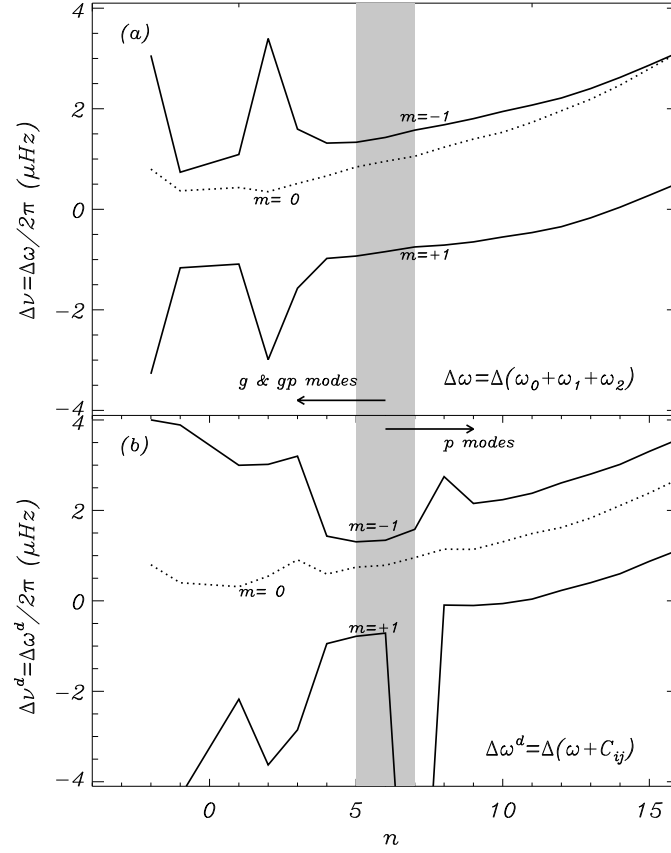 4
(a)
2
m=-1
0
m= 0
m=+1
-2
g & gp modes
Δω=Δ(ω₀+ω₁+ω₂)
-4
Δν=Δω/2π (μHz)
4
(b)
p modes
2
m=-1
0
m= 0
m=+1
-2
Δωᵈ=Δ(ω+Cᵢⱼ)
-4
Δνᵈ=Δωᵈ/2π (μHz)
0 5 10 15
n